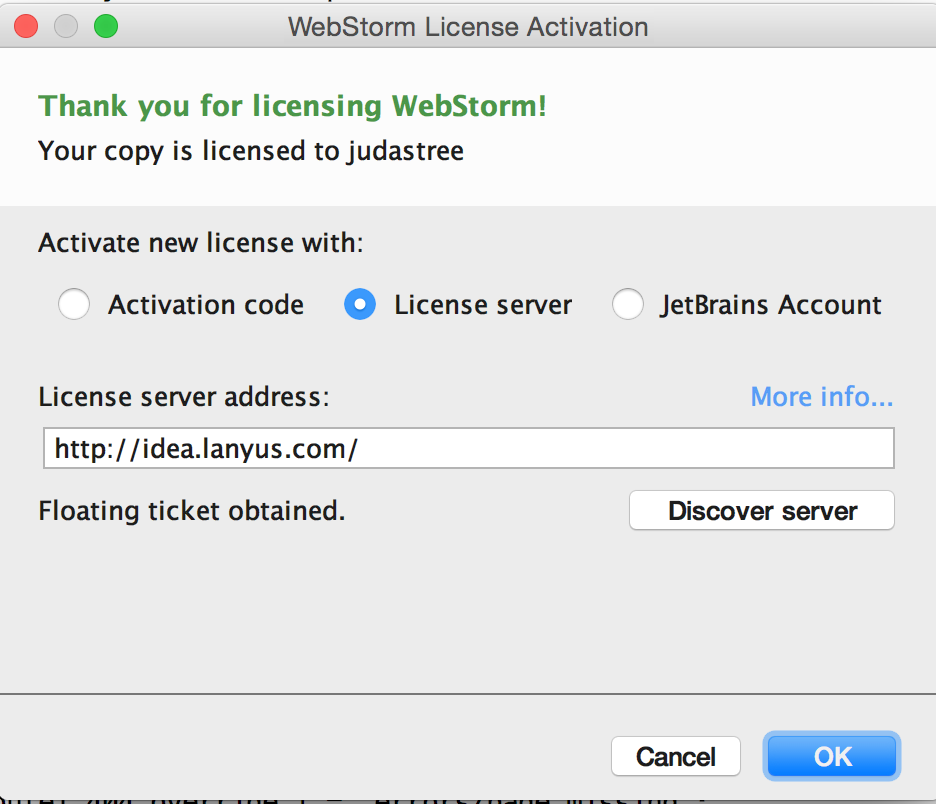 WebStorm License Activation
Thank you for licensing WebStorm!
Your copy is licensed to judastree
Activate new license with:
Activation code License server JetBrains Account
License server address: More info...
http://idea.lanyus.com/
Floating ticket obtained. Discover server
Cancel OK